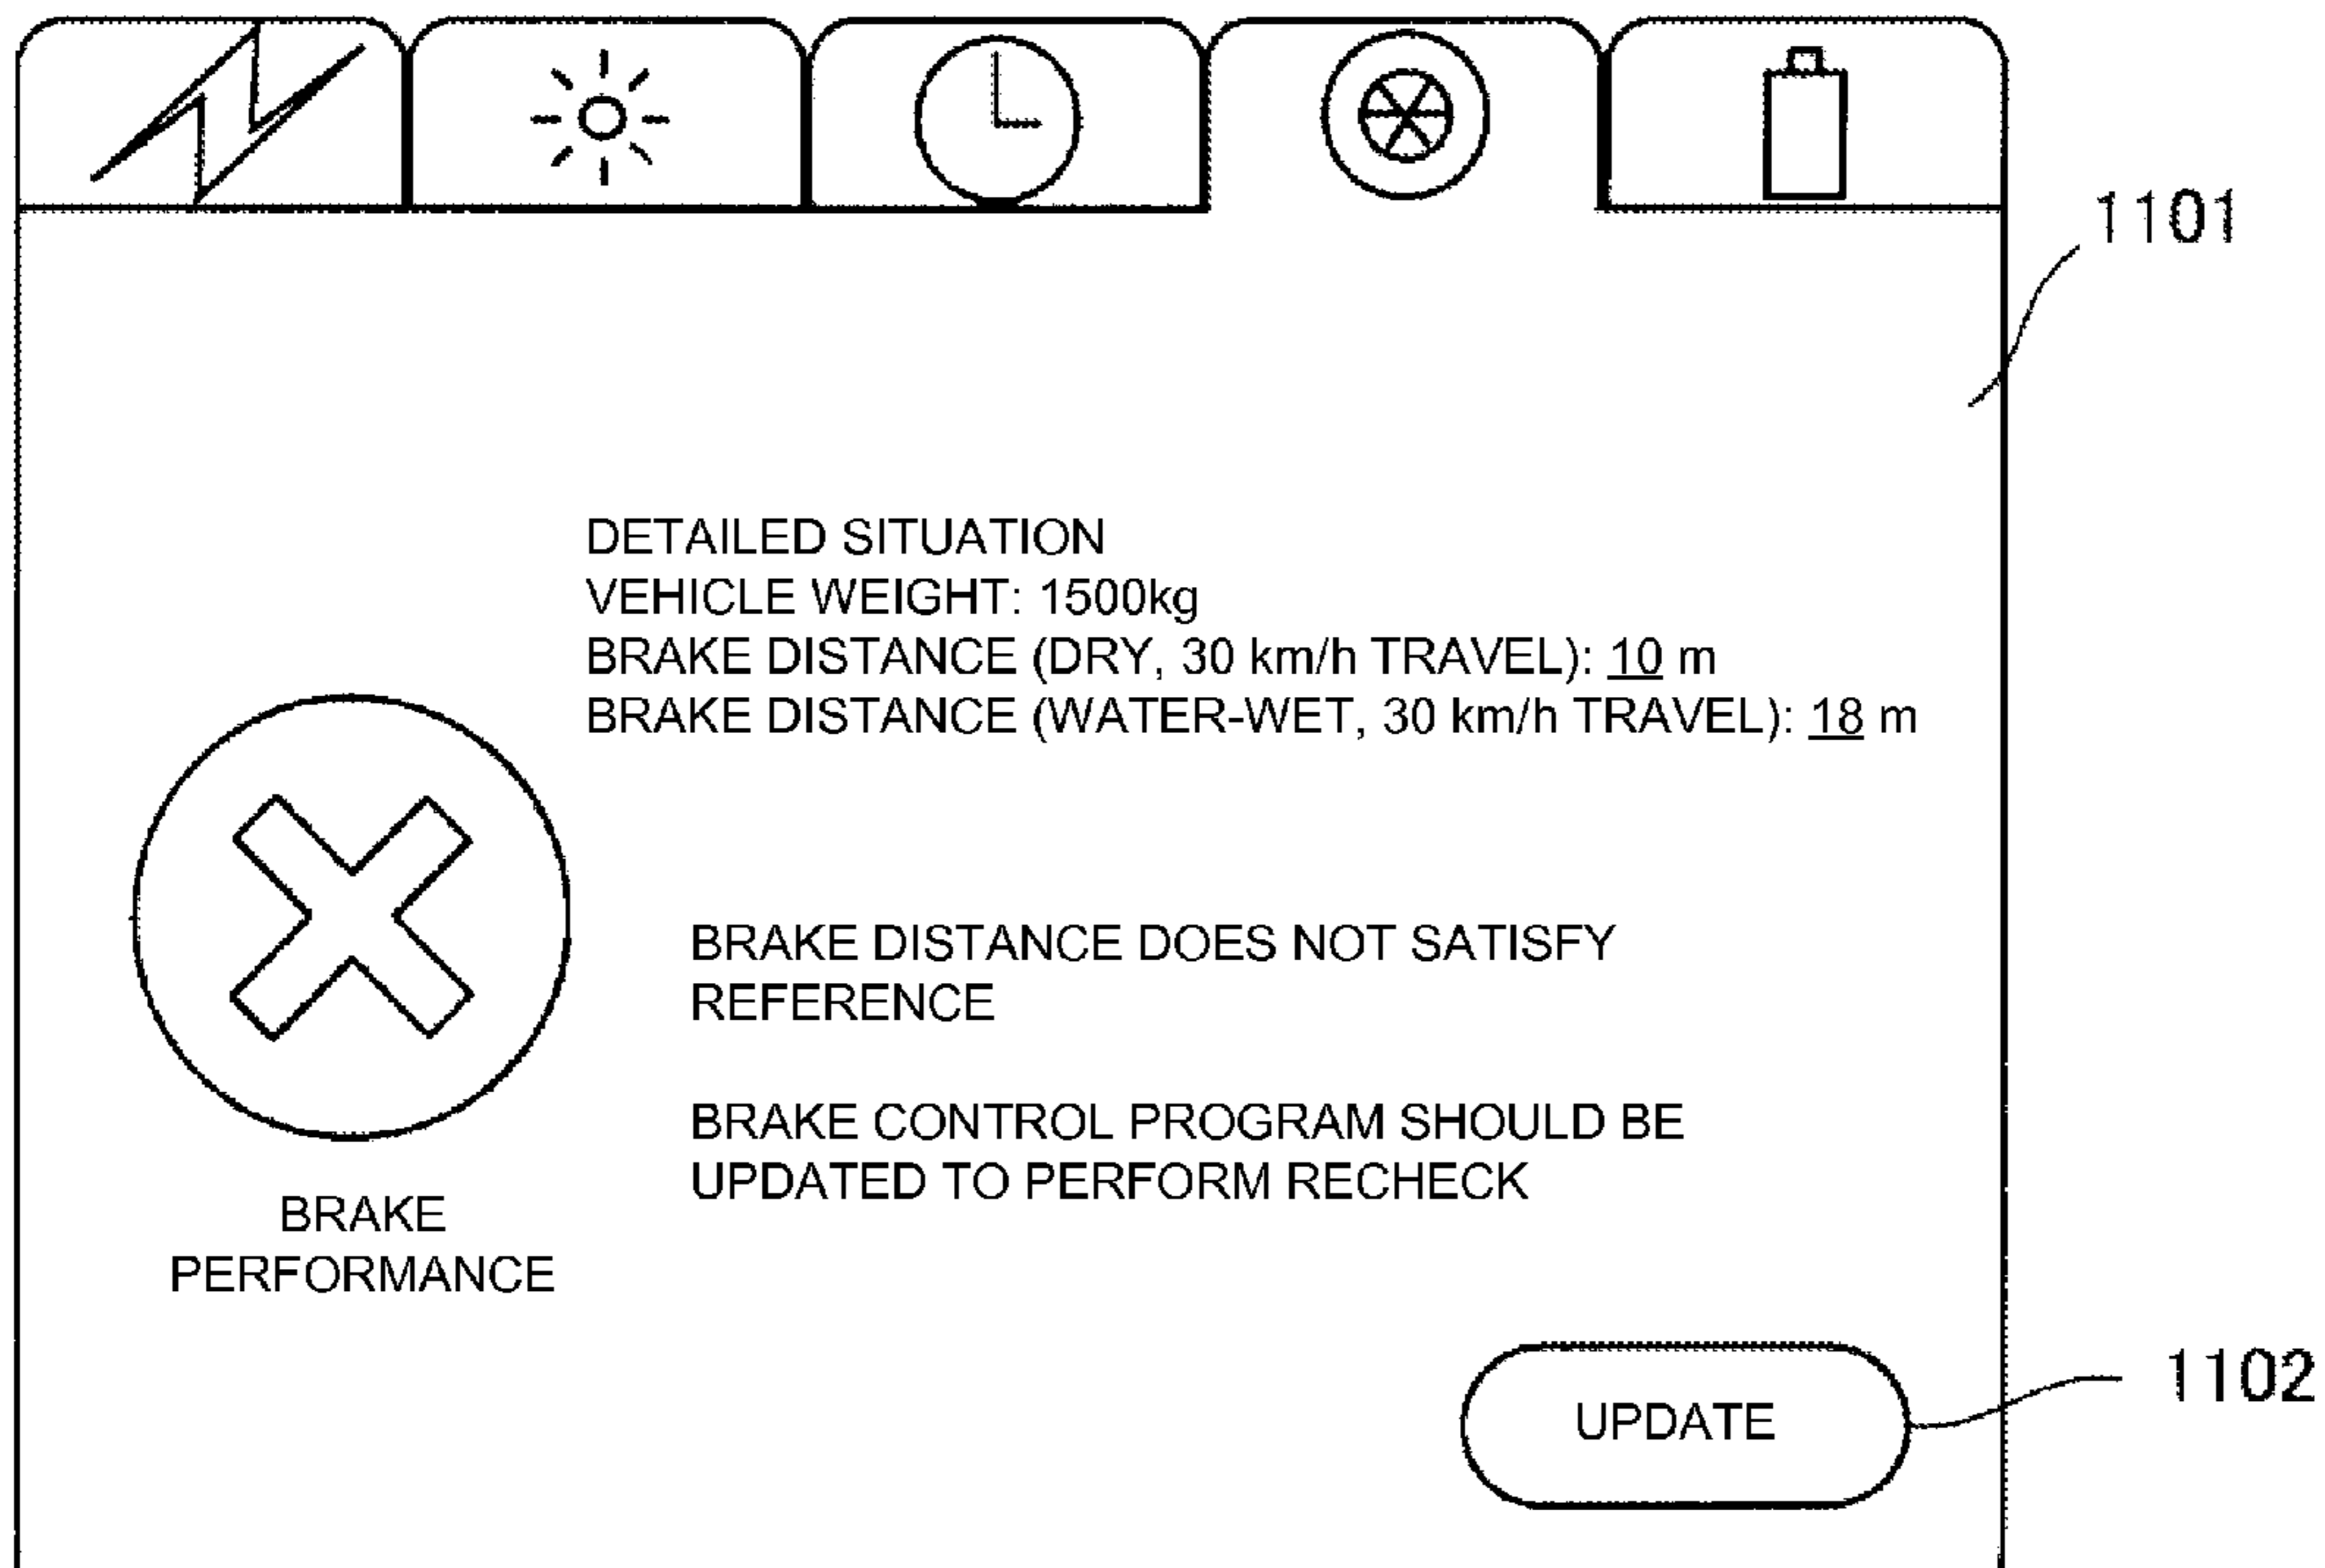 1101
DETAILED SITUATION
VEHICLE WEIGHT: 1500kg
BRAKE DISTANCE (DRY, 30 km/h TRAVEL): 10 m
BRAKE DISTANCE (WATER-WET, 30 km/h TRAVEL): 18 m
BRAKE DISTANCE DOES NOT SATISFY
REFERENCE
BRAKE CONTROL PROGRAM SHOULD BE
UPDATED TO PERFORM RECHECK
BRAKE
PERFORMANCE
UPDATE
1102